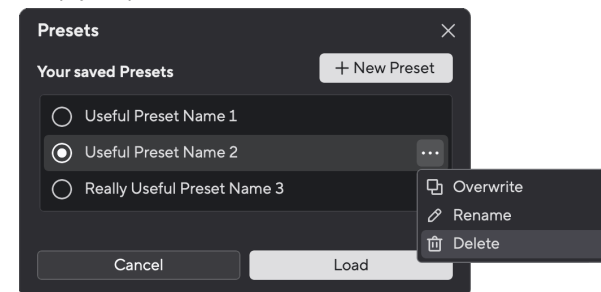 Presets
Your saved Presets
+ New Preset
Useful Preset Name 1
Useful Preset Name 2
Really Useful Preset Name 3
Overwrite
Rename
Delete
Cancel
Load